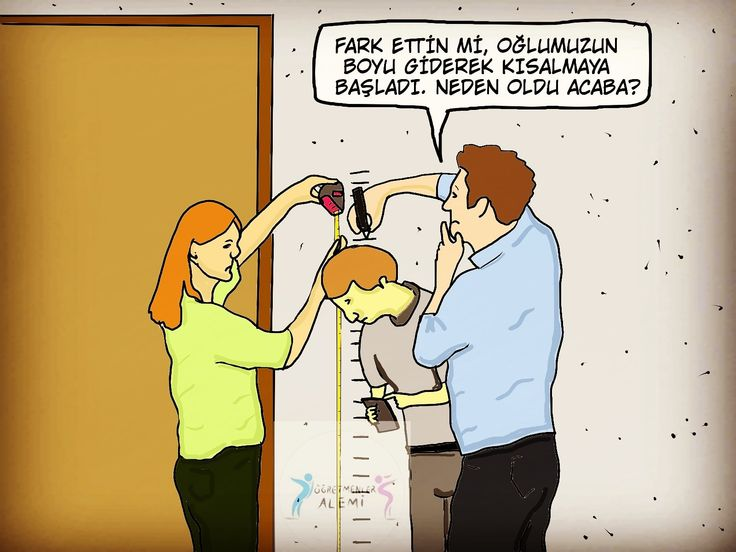 FARK ETTİN Mİ, OĞLUMUZUN
BOYU GİDEREK KISALMAYA
BAŞLADI. NEDEN OLDU ACABA?
ÖĞRETMENLER
ALEMİ